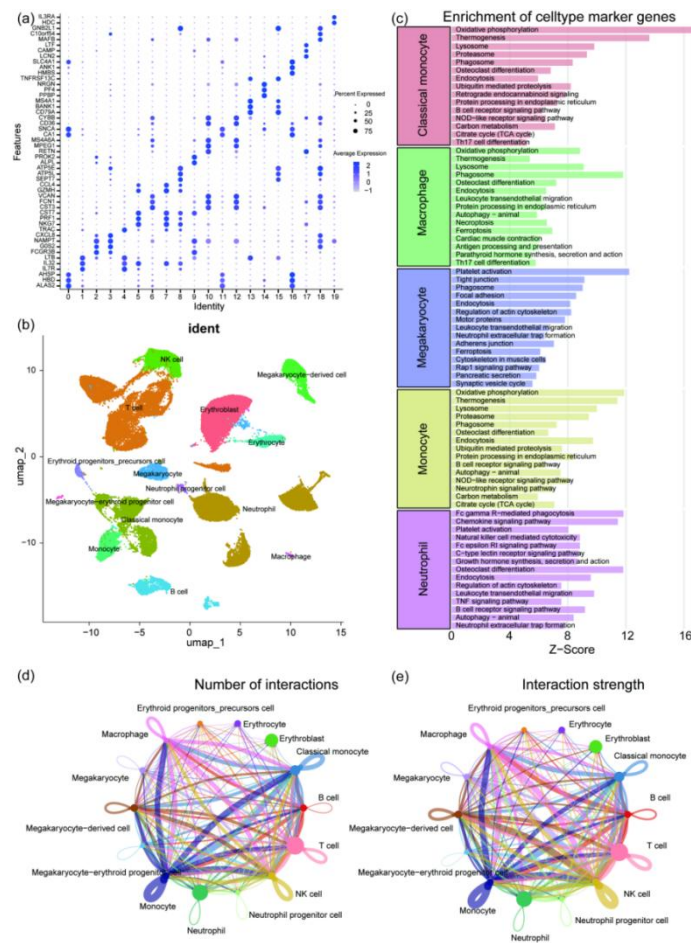 (a)
IL3RA
HDC
GNB2L1
C10orf54
MAFB
LTF
CAMP
LCN2
SLC4A1
ANK1
HMBS
TNFRSF13C
NRGN
PF4
PPBP
MS4A1
BANK1
CD79A
CYBB
CD36
SNCA
CA1
MS4A6A
MPEG1
RETN
PROK2
ALPL
ATP5E
ATP5L
SEPT7
CCL4
GZMH
VCAN
FCN1
CST3
CST7
PRF1
NKG7
TRAC
CXCL8
NAMPT
G0S2
FCGR3B
LTB
IL32
IL7R
AHSP
HBD
ALAS2
Features
0 1 2 3 4 5 6 7 8 9 10 11 12 13 14 15 16 17 18 19
Identity
Percent Expressed
0
25
50
75
Average Expression
2
1
0
−1
(b)
ident
NK cell
Megakaryocyte−derived cell
T cell
Erythroblast
Erythrocyte
Erythroid progenitors_precursors cell
Megakaryocyte
Neutrophil progenitor cell
Megakaryocyte−erythroid progenitor cell
Neutrophil
Classical monocyte
Monocyte
Macrophage
B cell
umap_2
10
0
−10
−10 −5 0 5 10 15
umap_1
(c)
Enrichment of celltype marker genes
Classical monocyte
Oxidative phosphorylation
Thermogenesis
Lysosome
Proteasome
Phagosome
Osteoclast differentiation
Endocytosis
Ubiquitin mediated proteolysis
Retrograde endocannabinoid signaling
Protein processing in endoplasmic reticulum
B cell receptor signaling pathway
NOD−like receptor signaling pathway
Carbon metabolism
Citrate cycle (TCA cycle)
Th17 cell differentiation
Macrophage
Oxidative phosphorylation
Thermogenesis
Lysosome
Phagosome
Osteoclast differentiation
Endocytosis
Leukocyte transendothelial migration
Protein processing in endoplasmic reticulum
Autophagy − animal
Necroptosis
Ferroptosis
Cardiac muscle contraction
Antigen processing and presentation
Parathyroid hormone synthesis, secretion and action
Th17 cell differentiation
Megakaryocyte
Platelet activation
Tight junction
Phagosome
Focal adhesion
Endocytosis
Regulation of actin cytoskeleton
Motor proteins
Leukocyte transendothelial migration
Neutrophil extracellular trap formation
Adherens junction
Ferroptosis
Cytoskeleton in muscle cells
Rap1 signaling pathway
Pancreatic secretion
Synaptic vesicle cycle
Monocyte
Oxidative phosphorylation
Thermogenesis
Lysosome
Proteasome
Phagosome
Osteoclast differentiation
Endocytosis
Ubiquitin mediated proteolysis
Protein processing in endoplasmic reticulum
B cell receptor signaling pathway
Autophagy − animal
NOD−like receptor signaling pathway
Neurotrophin signaling pathway
Carbon metabolism
Citrate cycle (TCA cycle)
Neutrophil
Fc gamma R−mediated phagocytosis
Chemokine signaling pathway
Platelet activation
Natural killer cell mediated cytotoxicity
Fc epsilon RI signaling pathway
C−type lectin receptor signaling pathway
Growth hormone synthesis, secretion and action
Osteoclast differentiation
Endocytosis
Regulation of actin cytoskeleton
Leukocyte transendothelial migration
TNF signaling pathway
B cell receptor signaling pathway
Autophagy − animal
Neutrophil extracellular trap formation
0 4 8 12 16
Z−Score
(d)
Number of interactions
Erythroid progenitors_precursors cell
Macrophage
Erythrocyte
Erythroblast
Classical monocyte
Megakaryocyte
B cell
Megakaryocyte−derived cell
T cell
Megakaryocyte−erythroid progenitor cell
NK cell
Monocyte
Neutrophil progenitor cell
Neutrophil
(e)
Interaction strength
Erythroid progenitors_precursors cell
Macrophage
Erythrocyte
Erythroblast
Classical monocyte
Megakaryocyte
B cell
Megakaryocyte−derived cell
T cell
Megakaryocyte−erythroid progenitor cell
NK cell
Monocyte
Neutrophil progenitor cell
Neutrophil